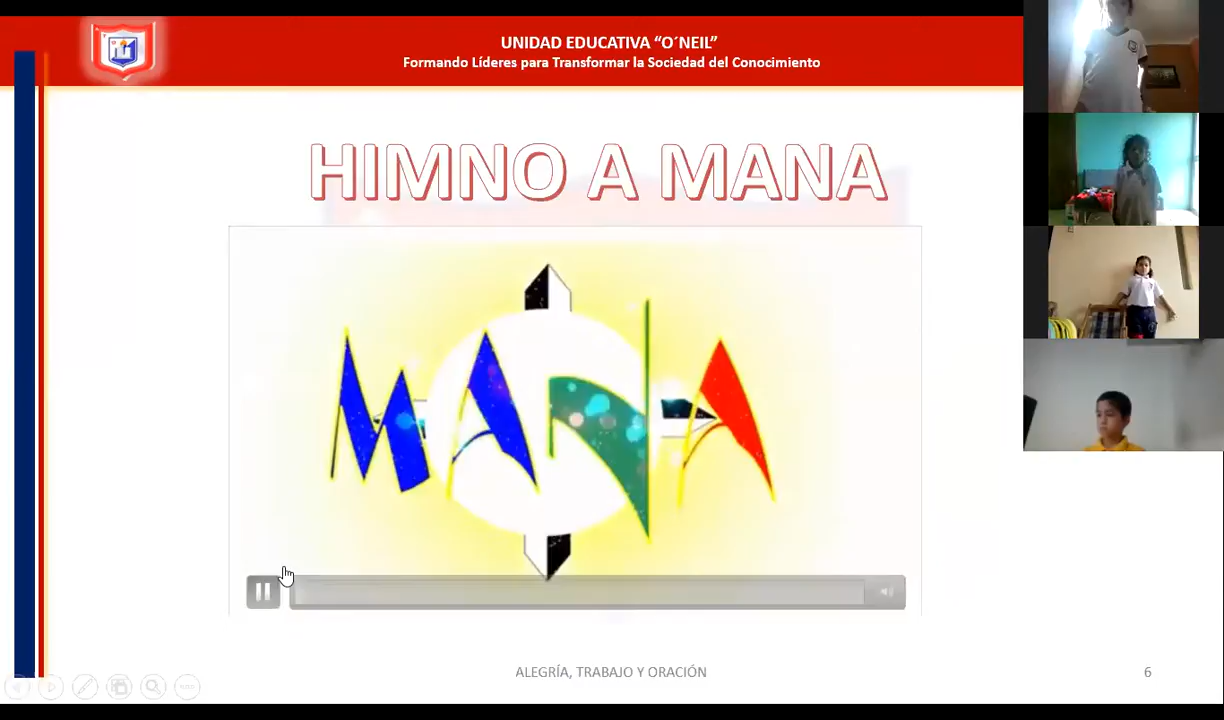 UNIDAD EDUCATIVA “O´NEIL”
Formando Líderes para Transformar la Sociedad del Conocimiento
HIMNO A MANA
MANA
ALEGRÍA, TRABAJO Y ORACIÓN
6